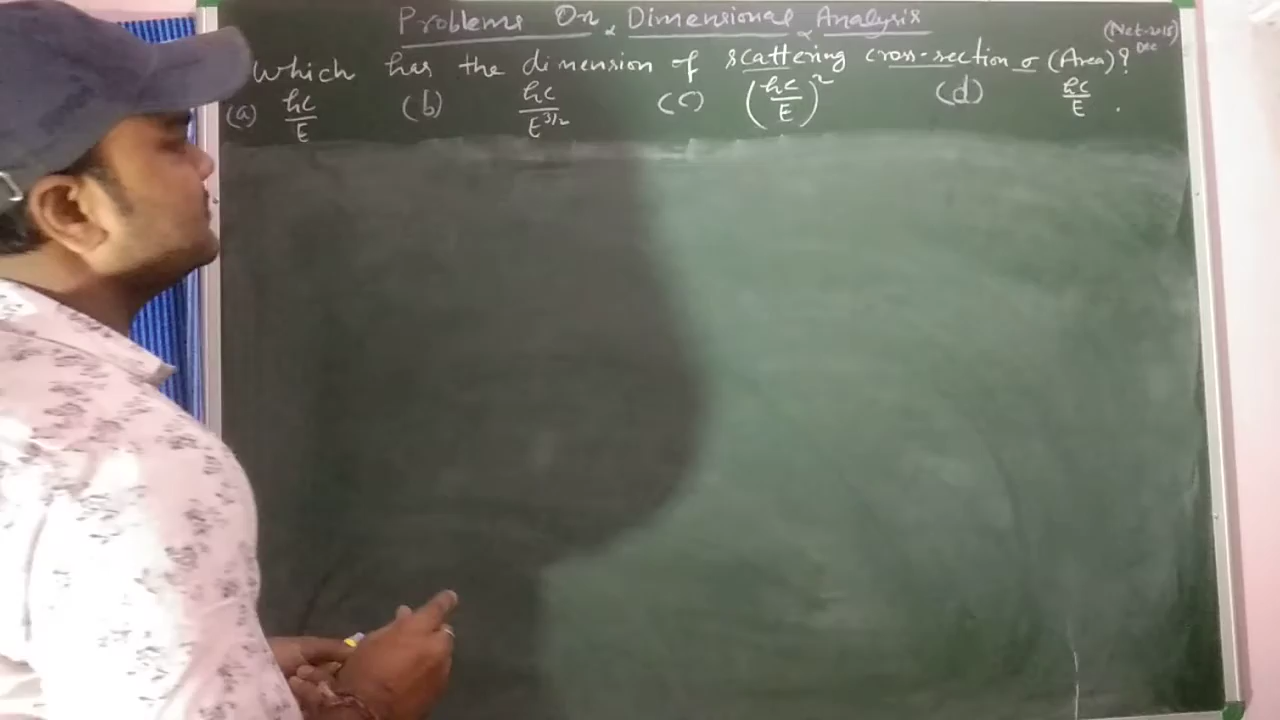 Problems On Dimensional Analysis
(Net-2015 Dec)
Which has the dimension of scattering cross-section σ (Area)?
(a) hc/E (b) hc/E^3/2 (c) (hc/E)^2 (d) hc/E .